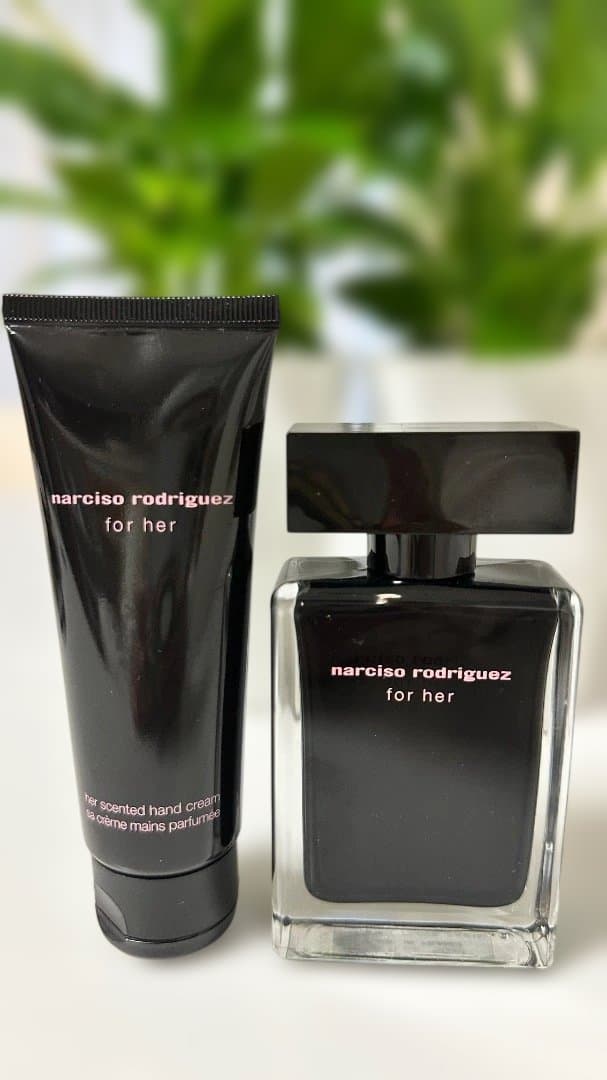 narciso rodriguez
for her
her scented hand cream
sa crème mains parfumée
narciso rodriguez
for her